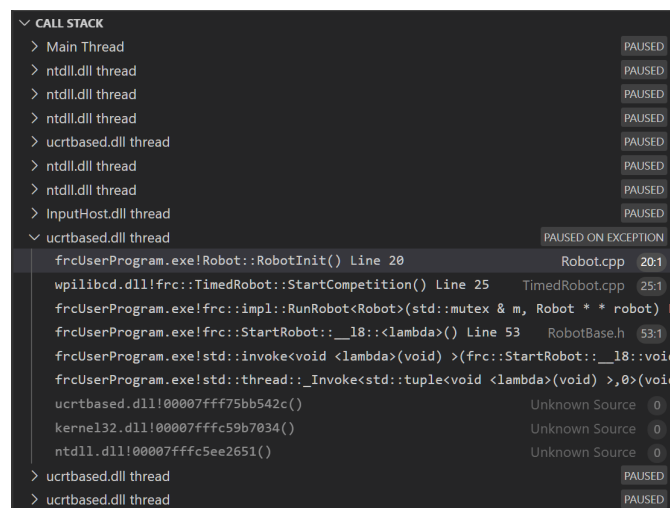 CALL STACK
Main Thread PAUSED
ntdll.dll thread PAUSED
ntdll.dll thread PAUSED
ntdll.dll thread PAUSED
ucrtbased.dll thread PAUSED
ntdll.dll thread PAUSED
ntdll.dll thread PAUSED
InputHost.dll thread PAUSED
ucrtbased.dll thread PAUSED ON EXCEPTION
frcUserProgram.exe!Robot::RobotInit() Line 20 Robot.cpp 20:1
wpilibcd.dll!frc::TimedRobot::StartCompetition() Line 25 TimedRobot.cpp 25:1
frcUserProgram.exe!frc::impl::RunRobot<Robot>(std::mutex & m, Robot * * robot)
frcUserProgram.exe!frc::StartRobot::__l8::<lambda>() Line 53 RobotBase.h 53:1
frcUserProgram.exe!std::invoke<void <lambda>(void) >(frc::StartRobot::__l8::voi
frcUserProgram.exe!std::thread::_Invoke<std::tuple<void <lambda>(void) >,0>(voi
ucrtbased.dll!00007fff75bb542c() Unknown Source 0
kernel32.dll!00007fffc59b7034() Unknown Source 0
ntdll.dll!00007fffc5ee2651() Unknown Source 0
ucrtbased.dll thread PAUSED
ucrtbased.dll thread PAUSED